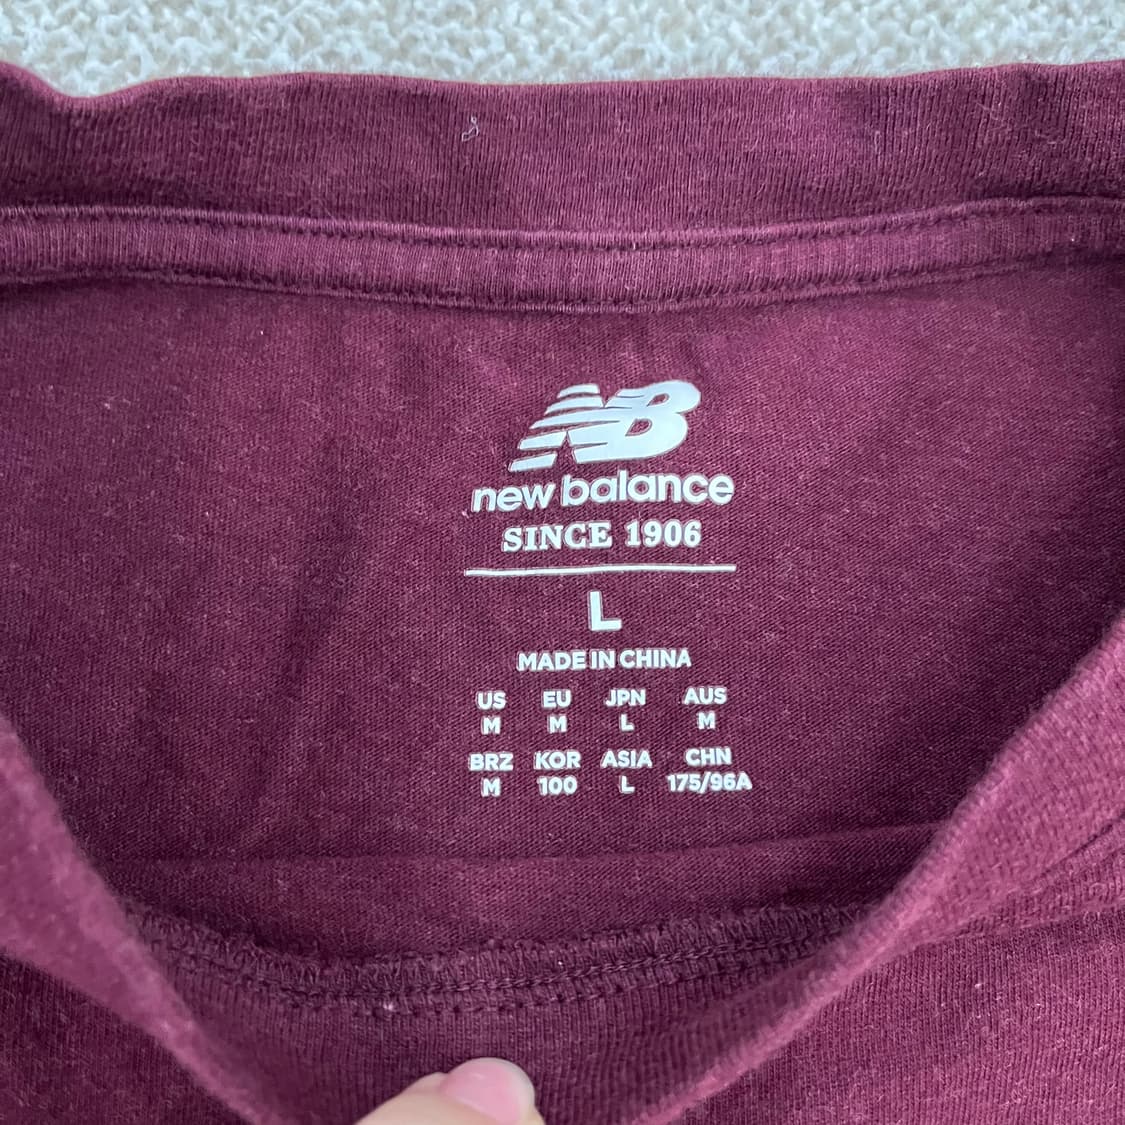 NB
new balance
SINCE 1906
L
MADE IN CHINA
US EU JPN AUS
M M L M
BRZ KOR ASIA CHN
M 100 L 175/96A